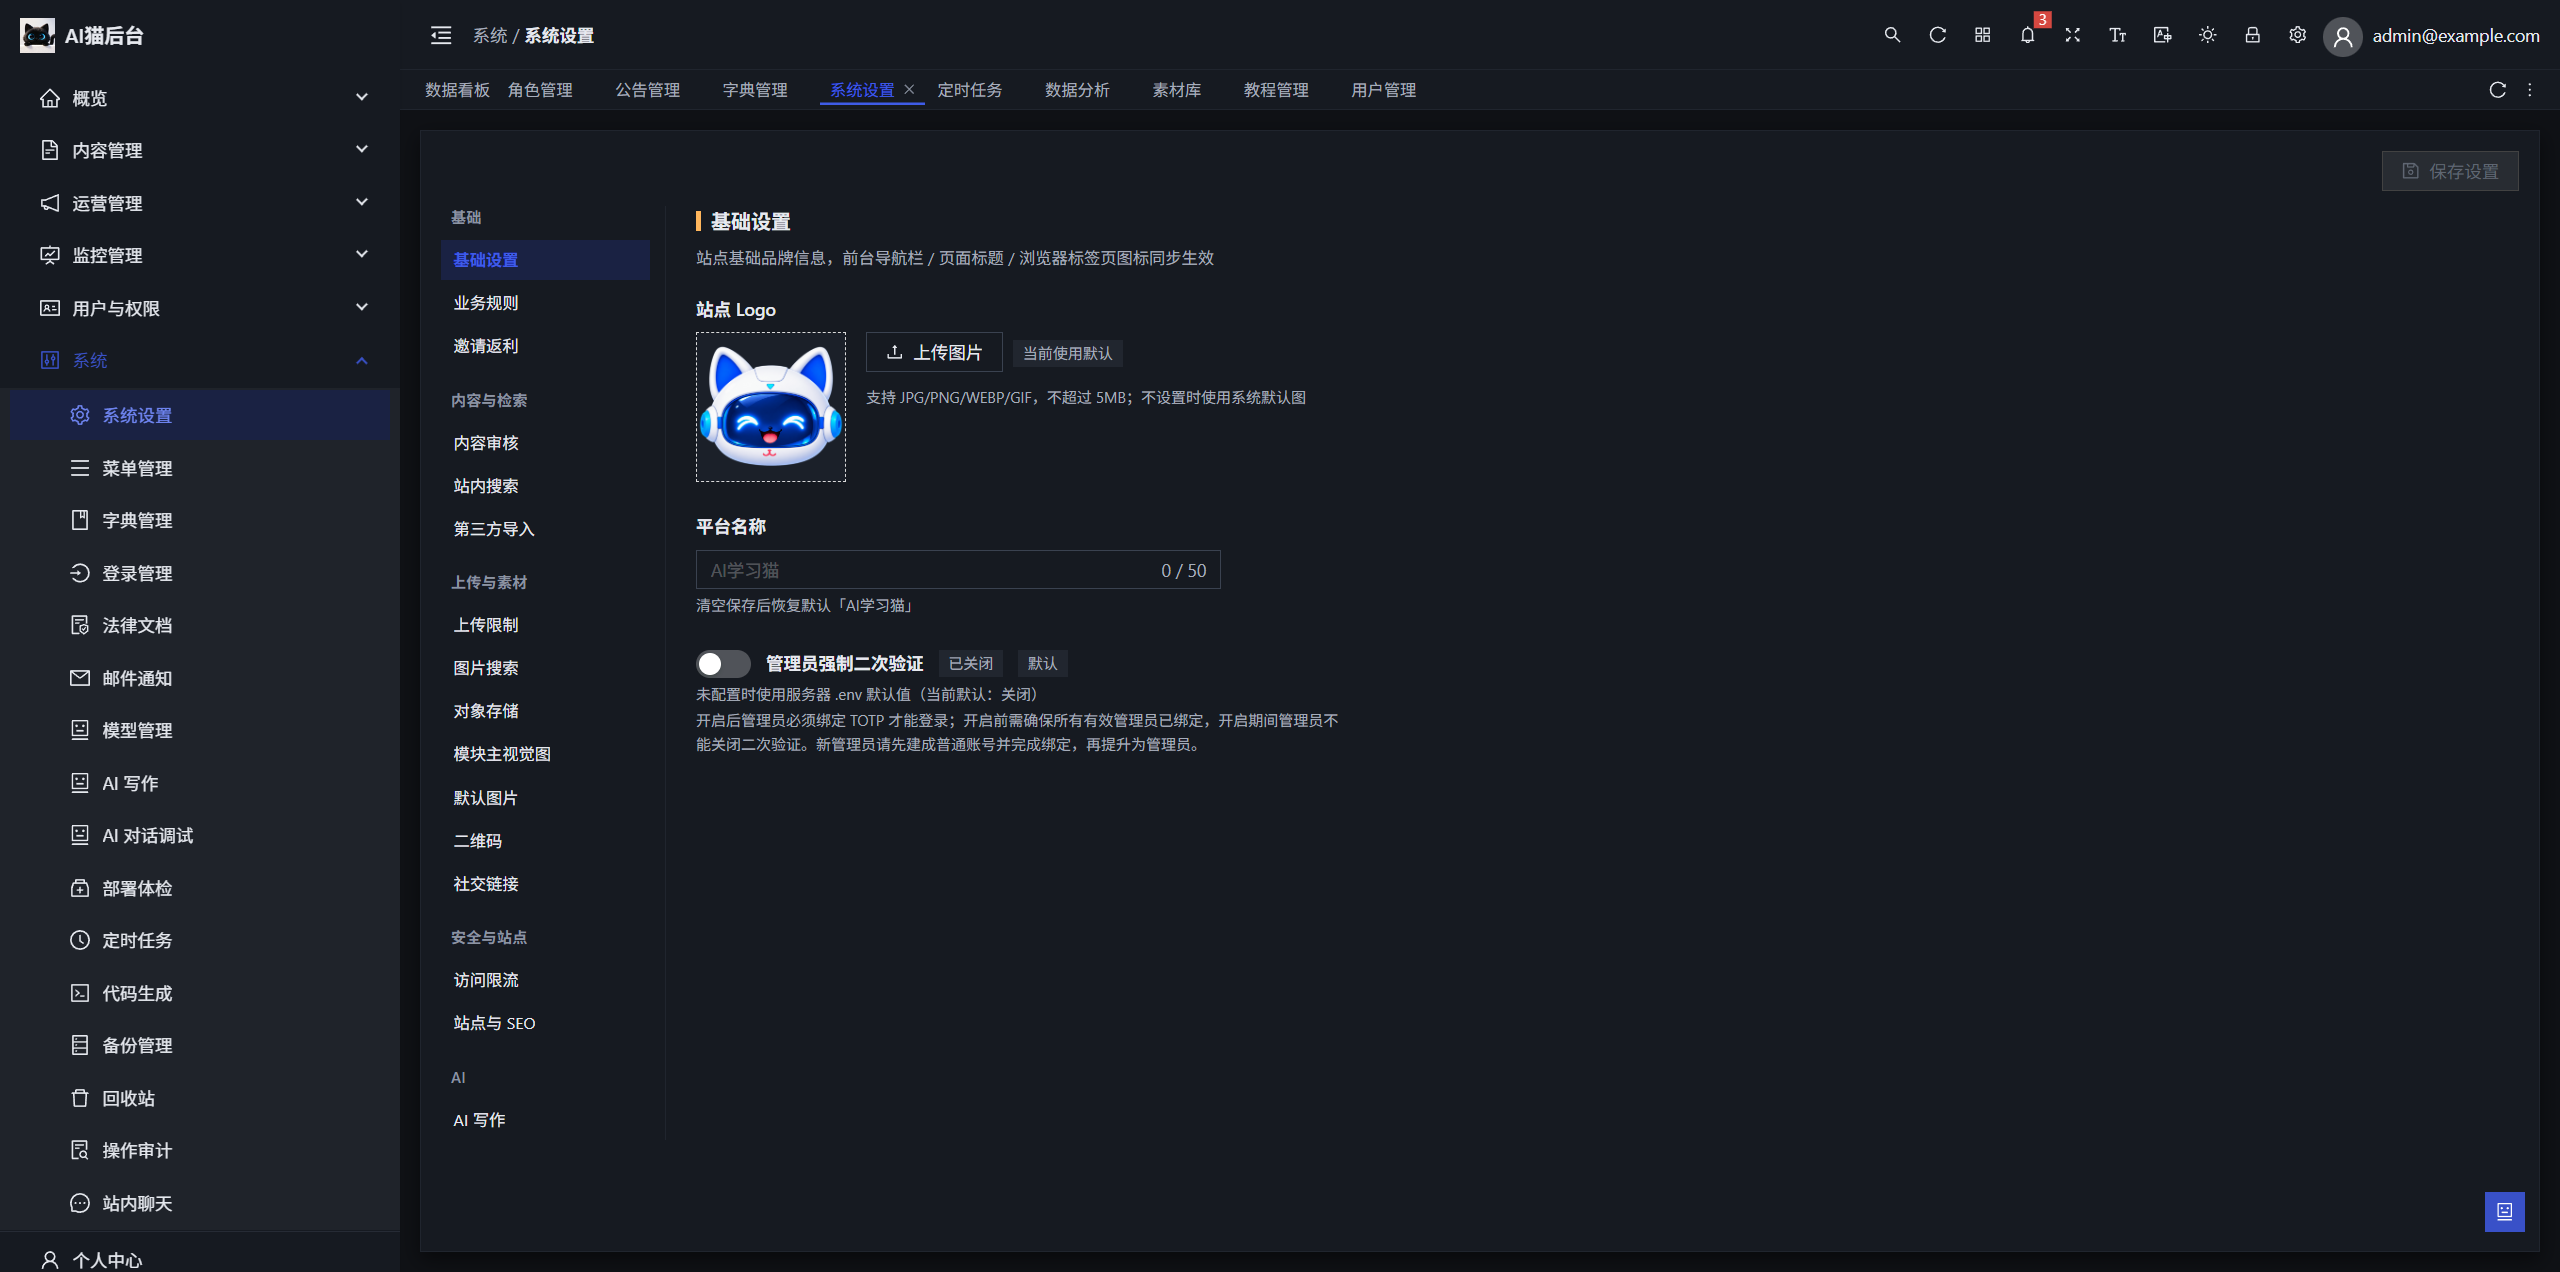 AI猫后台
系统 / 系统设置
3
admin@example.com
数据看板 角色管理 公告管理 字典管理 系统设置 定时任务 数据分析 素材库 教程管理 用户管理
概览
内容管理
运营管理
监控管理
用户与权限
系统
系统设置
菜单管理
字典管理
登录管理
法律文档
邮件通知
模型管理
AI 写作
AI 对话调试
部署体检
定时任务
代码生成
备份管理
回收站
操作审计
站内聊天
个人中心
保存设置
基础
基础设置
业务规则
邀请返利
内容与检索
内容审核
站内搜索
第三方导入
上传与素材
上传限制
图片搜索
对象存储
模块主视觉图
默认图片
二维码
社交链接
安全与站点
访问限流
站点与 SEO
AI
AI 写作
基础设置
站点基础品牌信息，前台导航栏 / 页面标题 / 浏览器标签页图标同步生效
站点 Logo
上传图片 当前使用默认
支持 JPG/PNG/WEBP/GIF，不超过 5MB；不设置时使用系统默认图
平台名称
AI学习猫 0 / 50
清空保存后恢复默认「AI学习猫」
管理员强制二次验证 已关闭 默认
未配置时使用服务器 .env 默认值（当前默认：关闭）
开启后管理员必须绑定 TOTP 才能登录；开启前需确保所有有效管理员已绑定，开启期间管理员不
能关闭二次验证。新管理员请先建成普通账号并完成绑定，再提升为管理员。